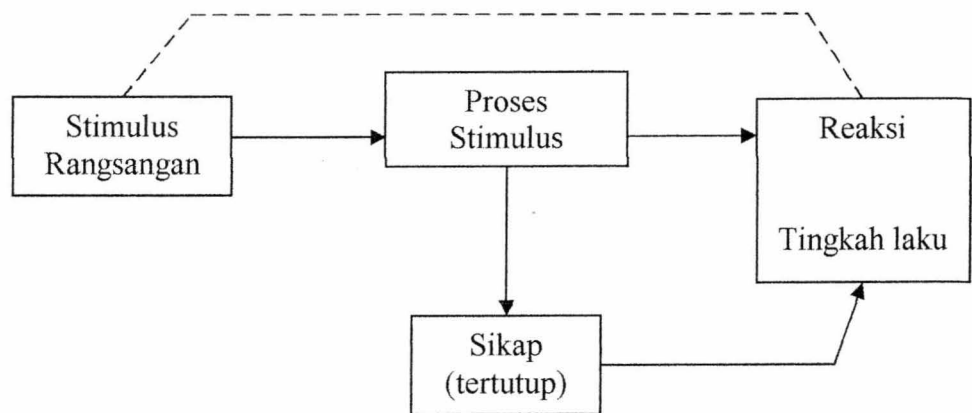 Stimulus
Rangsangan
Proses
Stimulus
Reaksi
Tingkah laku
Sikap
(tertutup)